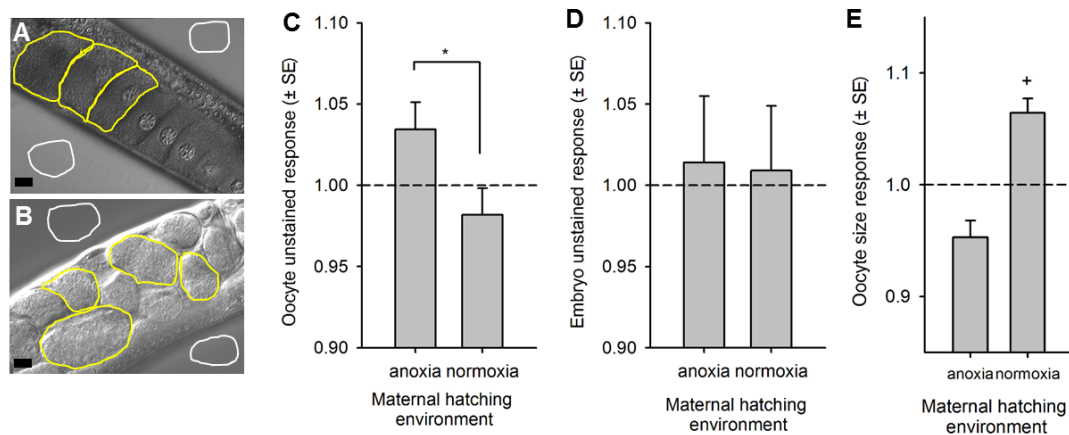 A
B
C
Oocyte unstained response (± SE)
1.10
1.05
1.00
0.95
0.90
*
anoxia normoxia
Maternal hatching
environment
D
Embryo unstained response (± SE)
1.10
1.05
1.00
0.95
0.90
anoxia normoxia
Maternal hatching
environment
E
Oocyte size response (± SE)
1.1
1.0
0.9
+
anoxia normoxia
Maternal hatching
environment